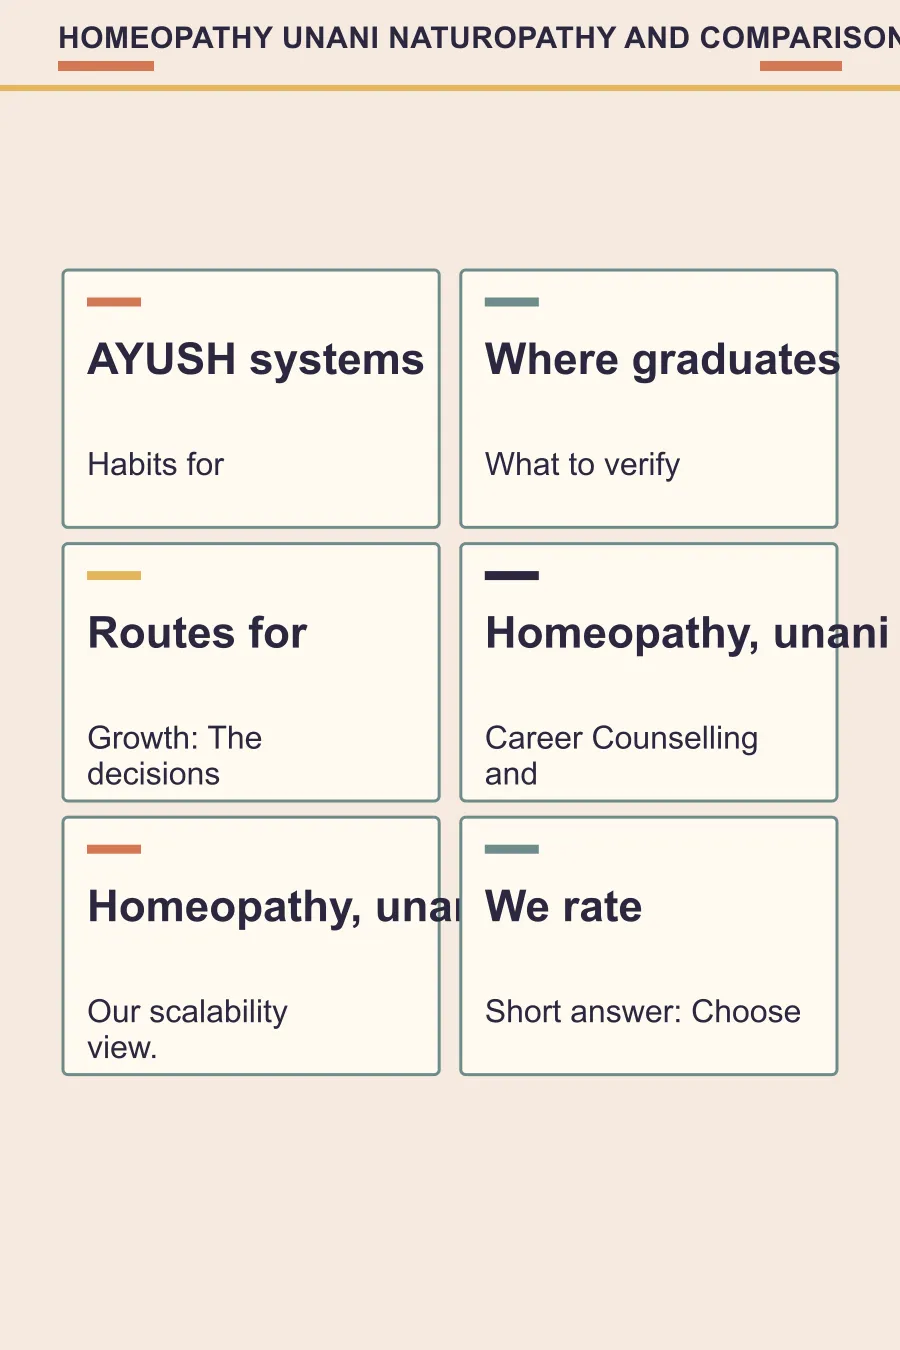 HOMEOPATHY UNANI NATUROPATHY AND COMPARISON
AYUSH systems
Habits for
Where graduates
What to verify
Routes for
Growth: The
decisions
Homeopathy, unani
Career Counselling
and
Homeopathy,
Our scalability
view.
We rate
Short answer: Choose